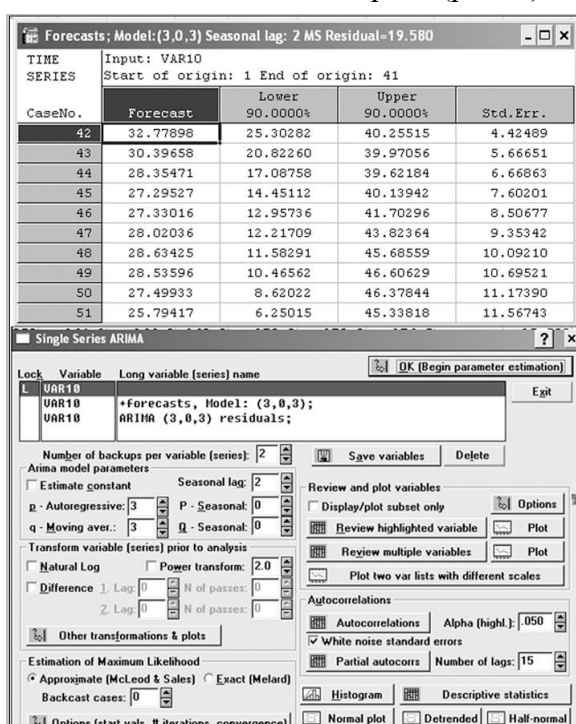 Forecasts; Model:(3,0,3) Seasonal lag: 2 MS Residual=19.580
TIME SERIES Input: VAR10
Start of origin: 1 End of origin: 41
CaseNo. Forecast Lower 90.0000% Upper 90.0000% Std.Err.
42 32.77898 25.30282 40.25515 4.42489
43 30.39658 20.82260 39.97056 5.66651
44 28.35471 17.08758 39.62184 6.66863
45 27.29527 14.45112 40.13942 7.60201
46 27.33016 12.95736 41.70296 8.50677
47 28.02036 12.21709 43.82364 9.35342
48 28.63425 11.58291 45.68559 10.09210
49 28.53596 10.46562 46.60629 10.69521
50 27.49933 8.62022 46.37844 11.17390
51 25.79417 6.25015 45.33818 11.56743
Single Series ARIMA
OK (Begin parameter estimation)
Lock Variable Long variable (series) name
Exit
L VAR10
VAR10 +forecasts, Model: (3,0,3);
VAR10 ARIMA (3,0,3) residuals;
Number of backups per variable (series): 2 Save variables Delete
Arima model parameters
Estimate constant Seasonal lag: 2
p - Autoregressive: 3 P - Seasonal: 0
q - Moving aver.: 3 Q - Seasonal: 0
Review and plot variables
Display/plot subset only Options
Review highlighted variable Plot
Review multiple variables Plot
Plot two var lists with different scales
Transform variable (series) prior to analysis
Natural Log Power transform: 2.0
Difference 1. Lag: 0 N of passes: 0
2. Lag: 0 N of passes: 0
Other transformations & plots
Autocorrelations
Autocorrelations Alpha (highl.): .050
White noise standard errors
Partial autocorrs Number of lags: 15
Estimation of Maximum Likelihood
Approximate (McLeod & Sales) Exact (Melard)
Backcast cases: 0
Options (start vals, # iterations, convergence)
Histogram Descriptive statistics
Normal plot Detrended Half-normal